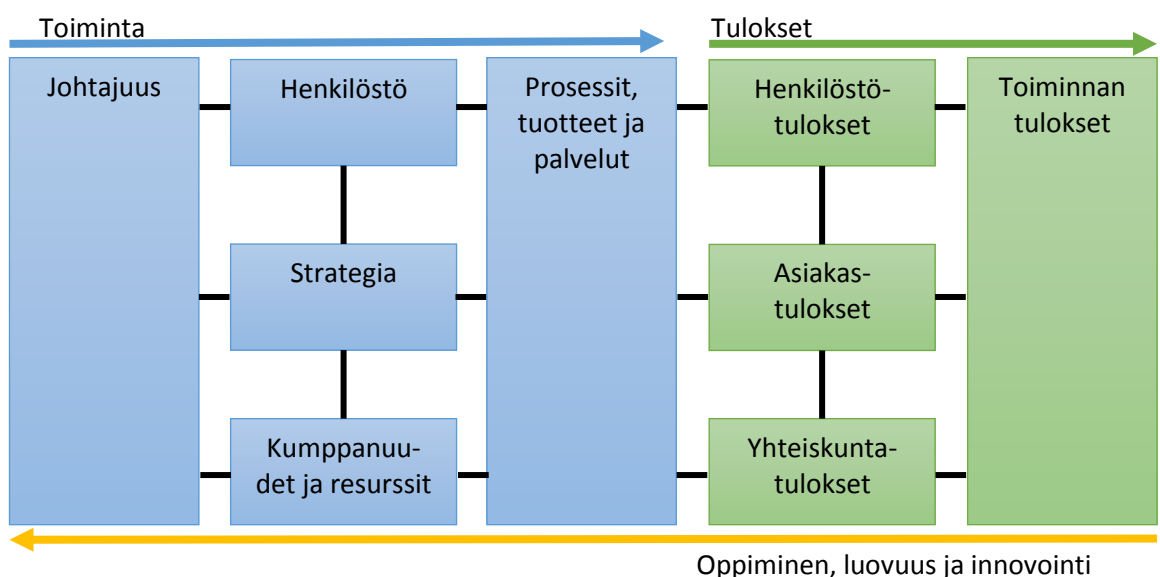 Toiminta
Tulokset
Johtajuus
Henkilöstö
Prosessit,
tuotteet ja
palvelut
Henkilöstö-
tulokset
Toiminnan
tulokset
Strategia
Asiakas-
tulokset
Kumppanuu-
det ja resurssit
Yhteiskunta-
tulokset
Oppiminen, luovuus ja innovointi